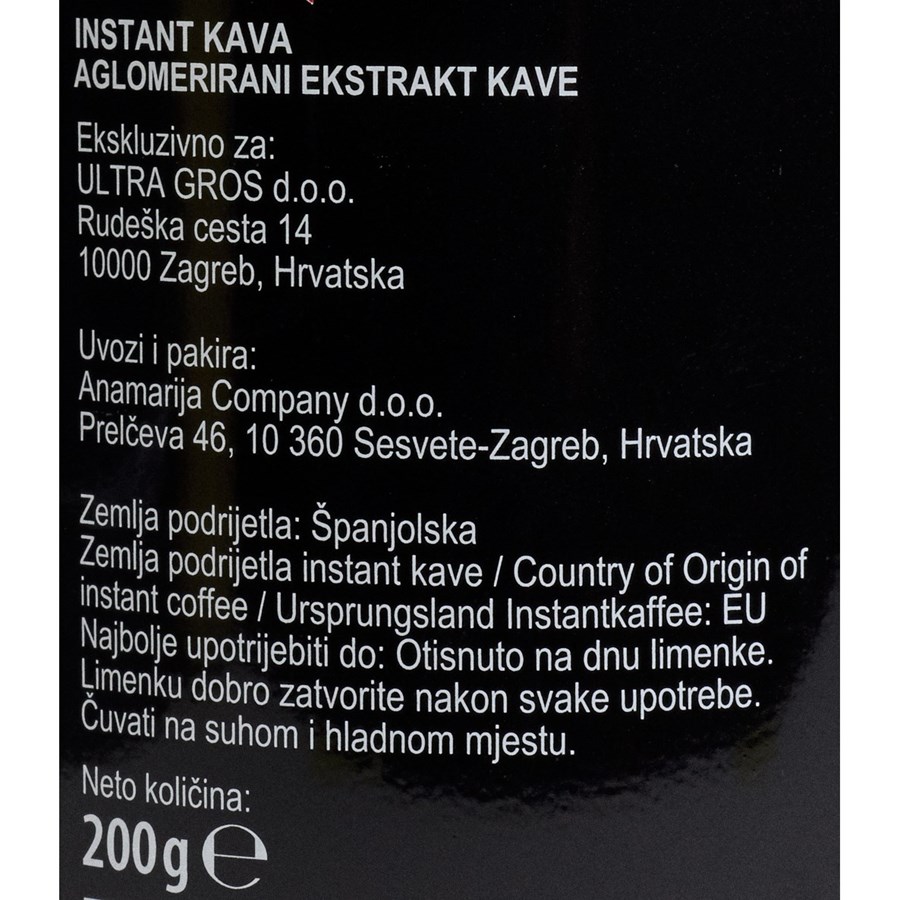 INSTANT KAVA
AGLOMERIRANI EKSTRAKT KAVE
Ekskluzivno za:
ULTRA GROS d.o.o.
Rudeška cesta 14
10000 Zagreb, Hrvatska
Uvozi i pakira:
Anamarija Company d.o.o.
Prelčeva 46, 10 360 Sesvete-Zagreb, Hrvatska
Zemlja podrijetla: Španjolska
Zemlja podrijetla instant kave / Country of Origin of
instant coffee / Ursprungsland Instantkaffee: EU
Najbolje upotrijebiti do: Otisnuto na dnu limenke.
Limenku dobro zatvorite nakon svake upotrebe.
Čuvati na suhom i hladnom mjestu.
Neto količina:
200g ℮